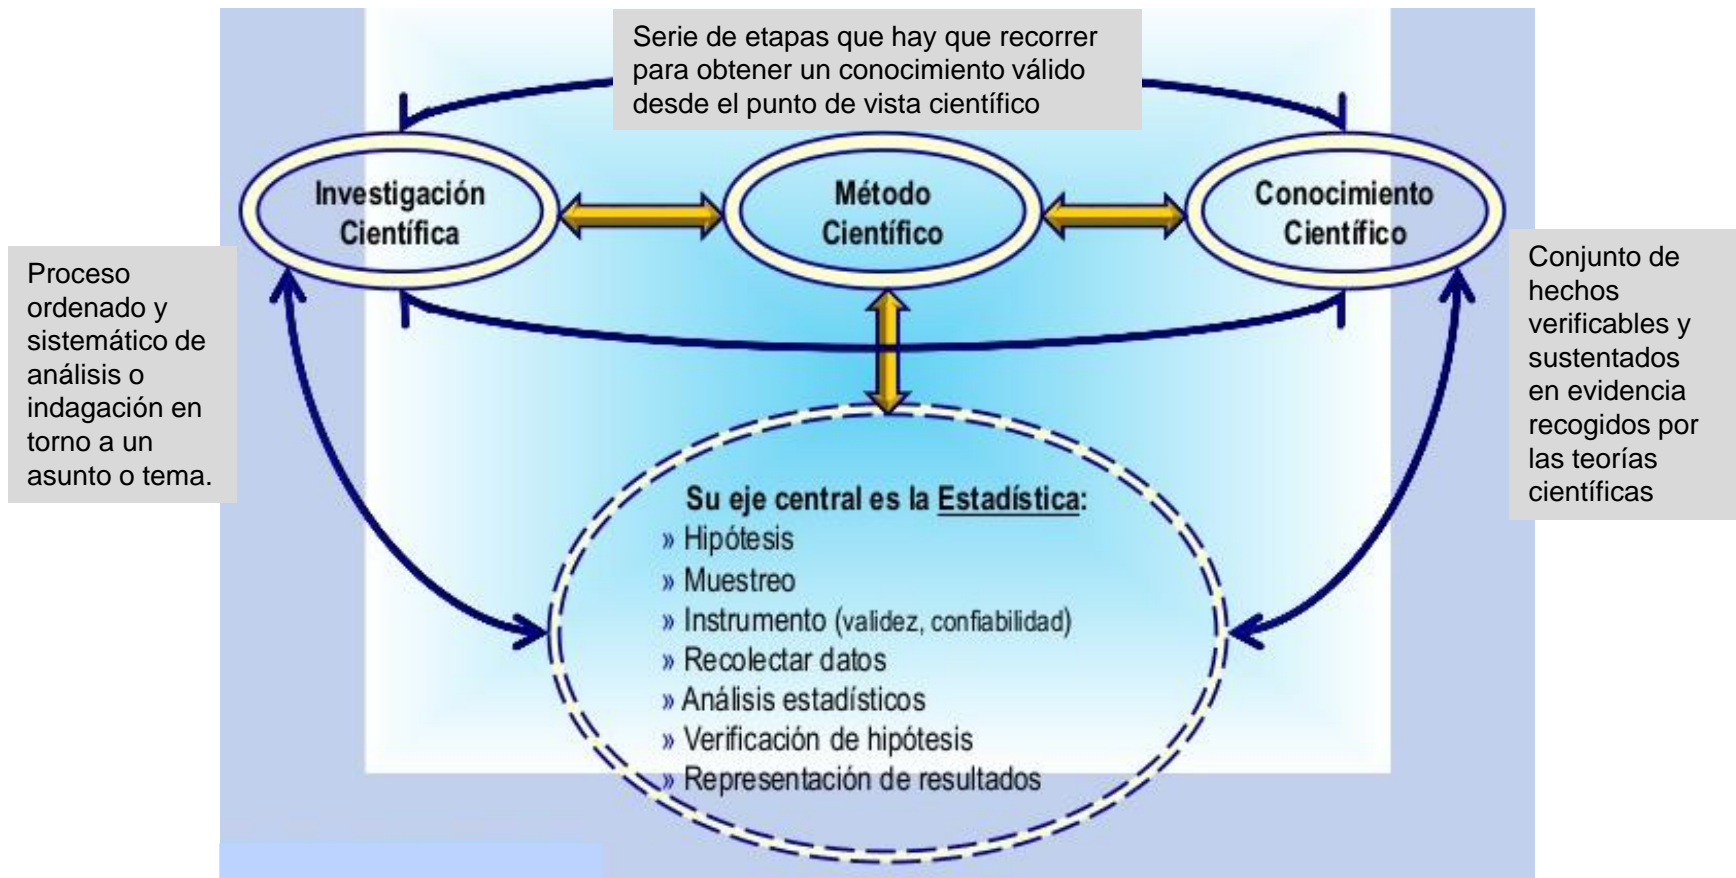 Serie de etapas que hay que recorrer
para obtener un conocimiento válido
desde el punto de vista científico
Investigación
Científica
Método
Científico
Conocimiento
Científico
Proceso
ordenado y
sistemático de
análisis o
indagación en
torno a un
asunto o tema.
Conjunto de
hechos
verificables y
sustentados
en evidencia
recogidos por
las teorías
científicas
Su eje central es la Estadística:
» Hipótesis
» Muestreo
» Instrumento (validez, confiabilidad)
» Recolectar datos
» Análisis estadísticos
» Verificación de hipótesis
» Representación de resultados